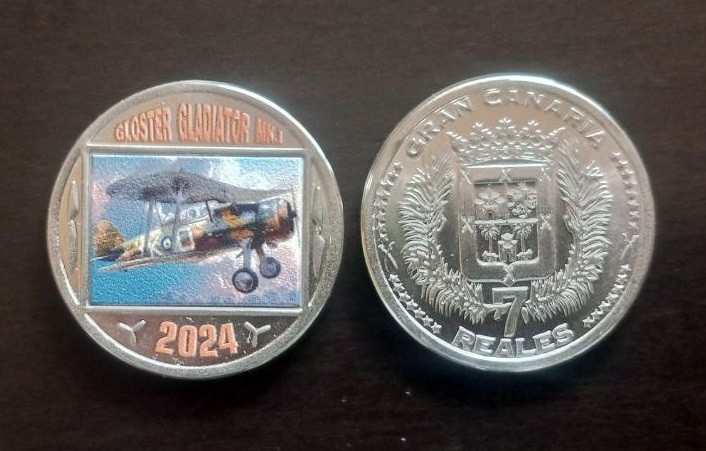 GLOSTER GLADIATOR MK.I
2024
GRAN CANARIA
7
REALES